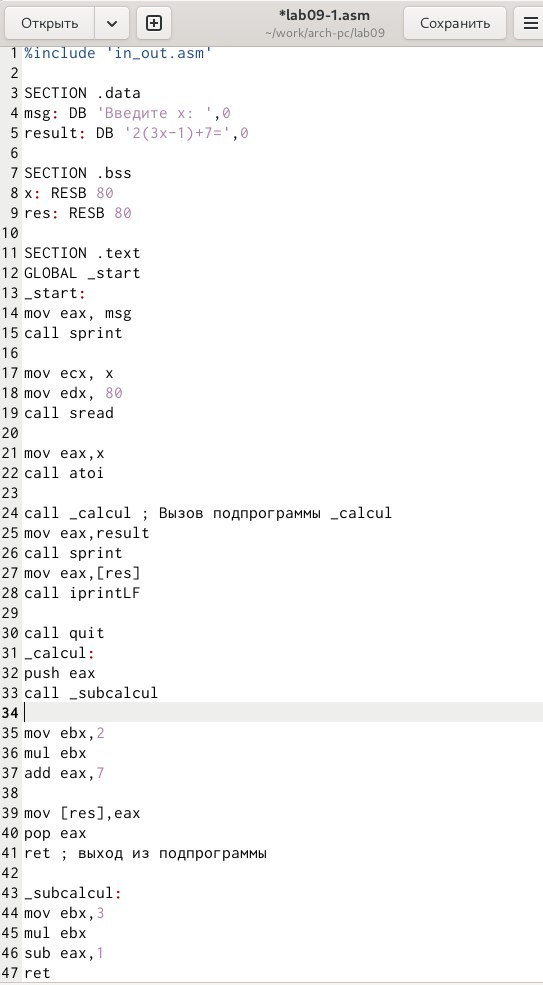 Открыть
*lab09-1.asm
~/work/arch-pc/lab09
Сохранить
1 %include 'in_out.asm'
2
3 SECTION .data
4 msg: DB 'Введите x: ',0
5 result: DB '2(3x-1)+7=',0
6
7 SECTION .bss
8 x: RESB 80
9 res: RESB 80
10
11 SECTION .text
12 GLOBAL _start
13 _start:
14 mov eax, msg
15 call sprint
16
17 mov ecx, x
18 mov edx, 80
19 call sread
20
21 mov eax,x
22 call atoi
23
24 call _calcul ; Вызов подпрограммы _calcul
25 mov eax,result
26 call sprint
27 mov eax,[res]
28 call iprintLF
29
30 call quit
31 _calcul:
32 push eax
33 call _subcalcul
34
35 mov ebx,2
36 mul ebx
37 add eax,7
38
39 mov [res],eax
40 pop eax
41 ret ; выход из подпрограммы
42
43 _subcalcul:
44 mov ebx,3
45 mul ebx
46 sub eax,1
47 ret